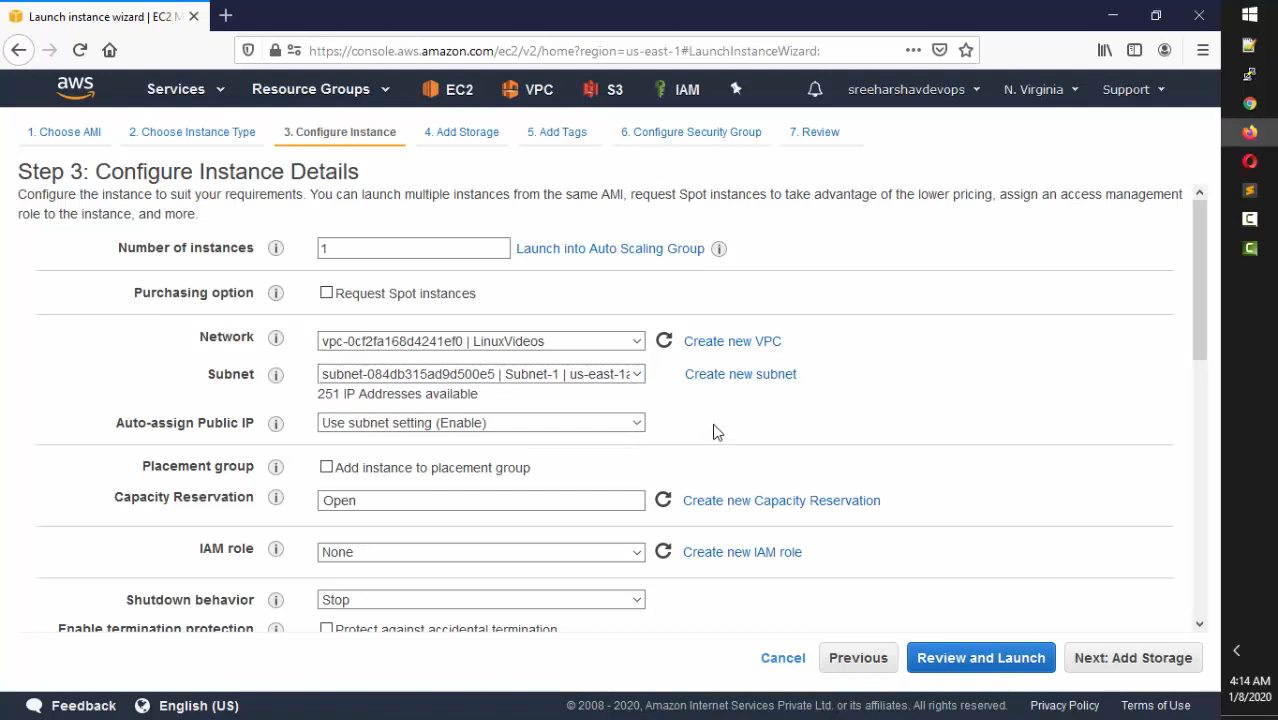 Launch instance wizard | EC2 M
https://console.aws.amazon.com/ec2/v2/home?region=us-east-1#LaunchInstanceWizard:
aws Services Resource Groups EC2 VPC S3 IAM sreeharshavdevops N. Virginia Support
1. Choose AMI 2. Choose Instance Type 3. Configure Instance 4. Add Storage 5. Add Tags 6. Configure Security Group 7. Review
Step 3: Configure Instance Details
Configure the instance to suit your requirements. You can launch multiple instances from the same AMI, request Spot instances to take advantage of the lower pricing, assign an access management
role to the instance, and more.
Number of instances 1 Launch into Auto Scaling Group
Purchasing option Request Spot instances
Network vpc-0cf2fa168d4241ef0 | LinuxVideos Create new VPC
Subnet subnet-084db315ad9d500e5 | Subnet-1 | us-east-1a Create new subnet
251 IP Addresses available
Auto-assign Public IP Use subnet setting (Enable)
Placement group Add instance to placement group
Capacity Reservation Open Create new Capacity Reservation
IAM role None Create new IAM role
Shutdown behavior Stop
Enable termination protection Protect against accidental termination
Cancel Previous Review and Launch Next: Add Storage
Feedback English (US) © 2008 - 2020, Amazon Internet Services Private Ltd. or its affiliates. All rights reserved. Privacy Policy Terms of Use
4:14 AM
1/8/2020